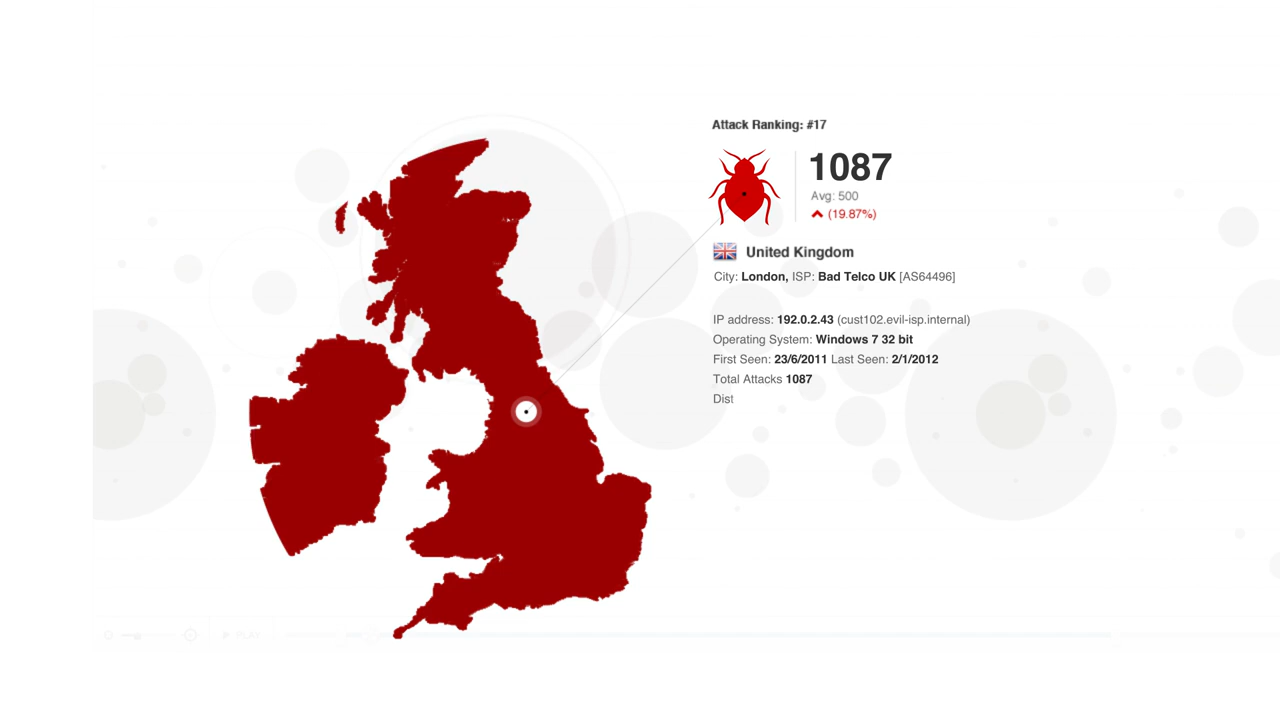 Attack Ranking: #17
1087
Avg: 500
(19.87%)
United Kingdom
City: London, ISP: Bad Telco UK [AS64496]
IP address: 192.0.2.43 (cust102.evil-isp.internal)
Operating System: Windows 7 32 bit
First Seen: 23/6/2011 Last Seen: 2/1/2012
Total Attacks 1087
Dist
PLAY